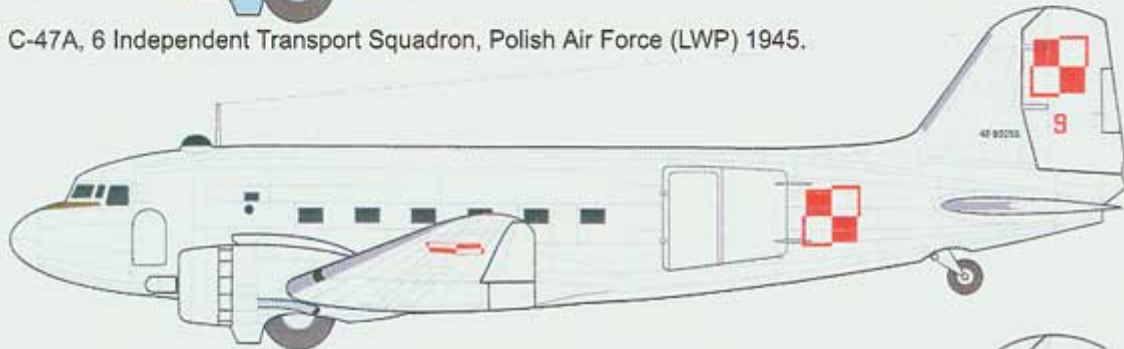 C-47A, 6 Independent Transport Squadron, Polish Air Force (LWP) 1945.
9